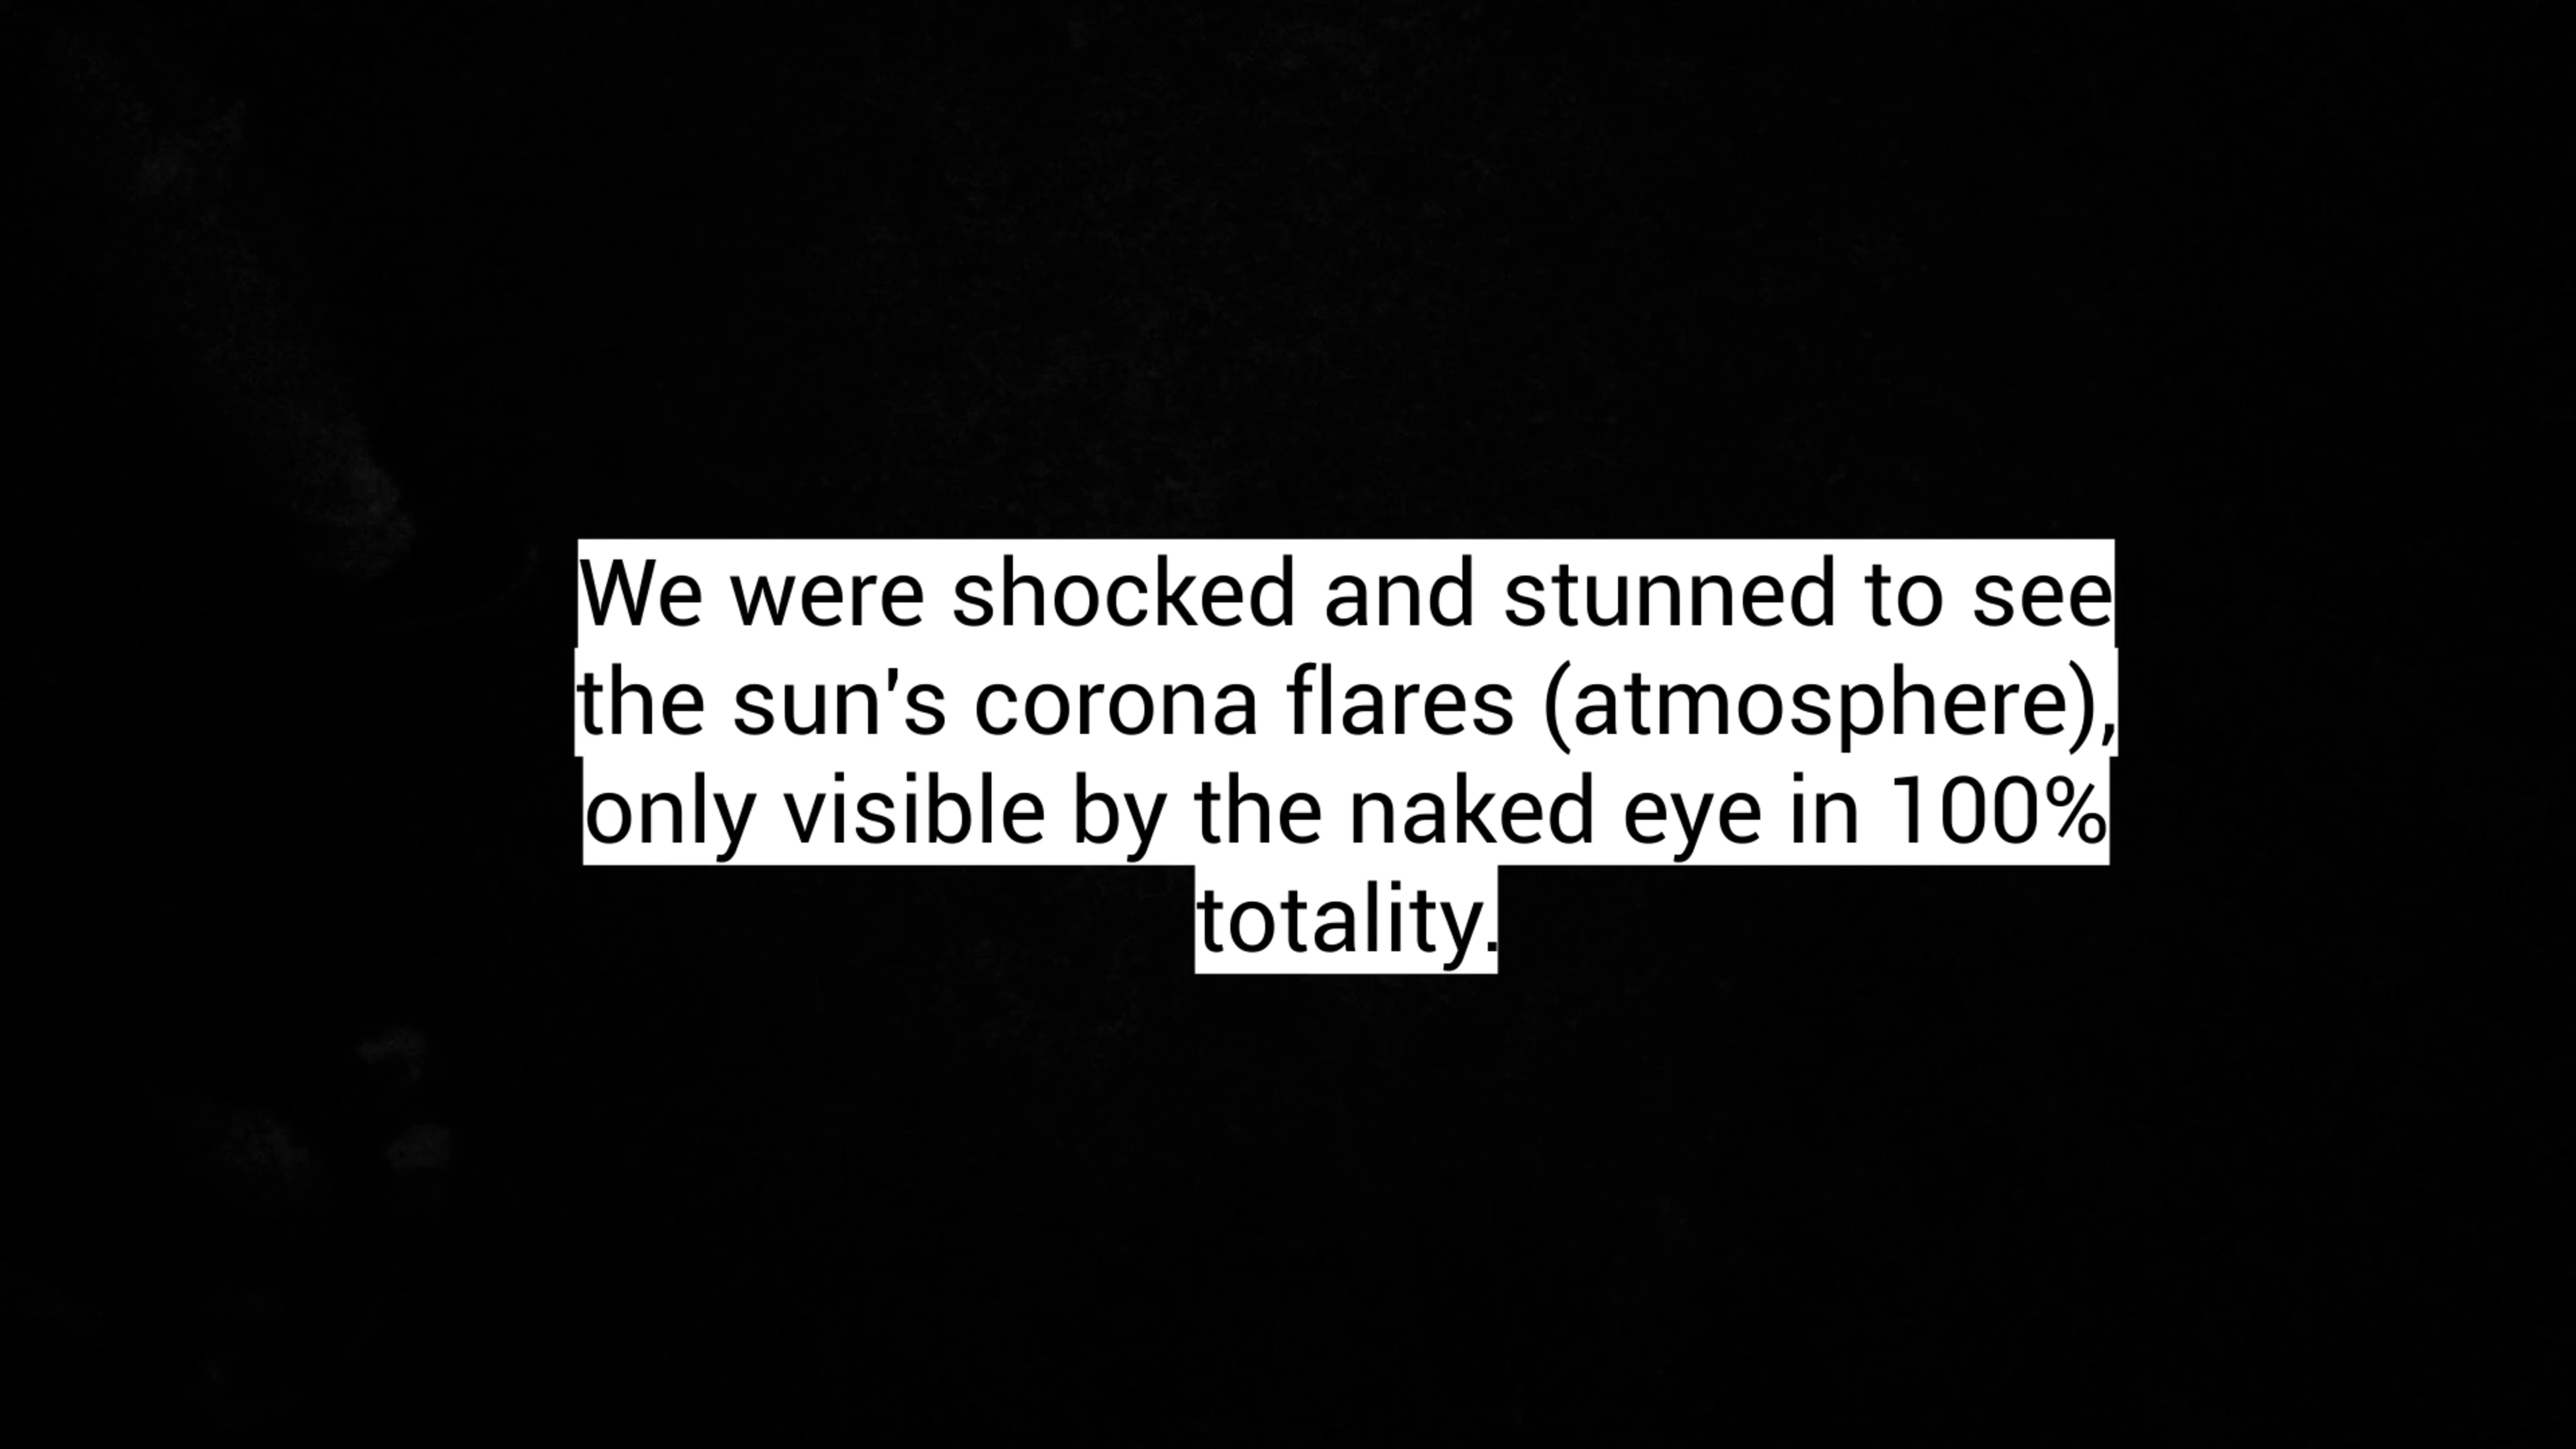 We were shocked and stunned to see
the sun's corona flares (atmosphere),
only visible by the naked eye in 100%
totality.